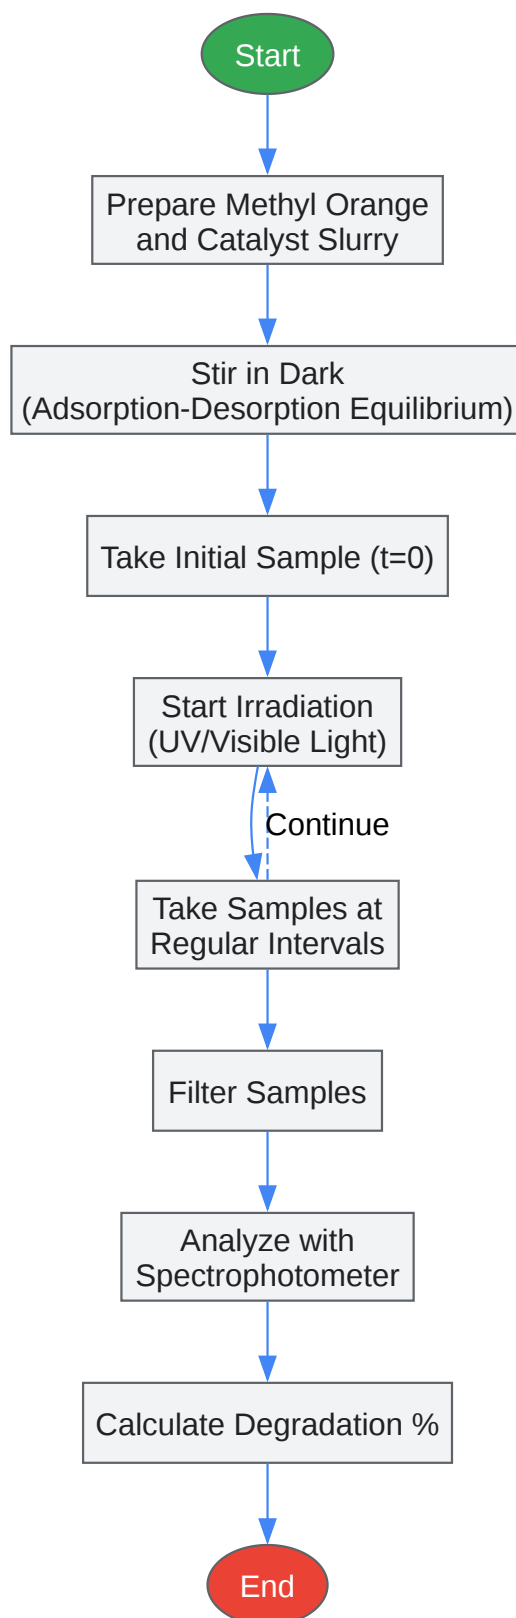 Start
Prepare Methyl Orange
and Catalyst Slurry
Stir in Dark
(Adsorption-Desorption Equilibrium)
Take Initial Sample (t=0)
Start Irradiation
(UV/Visible Light)
Continue
Take Samples at
Regular Intervals
Filter Samples
Analyze with
Spectrophotometer
Calculate Degradation %
End